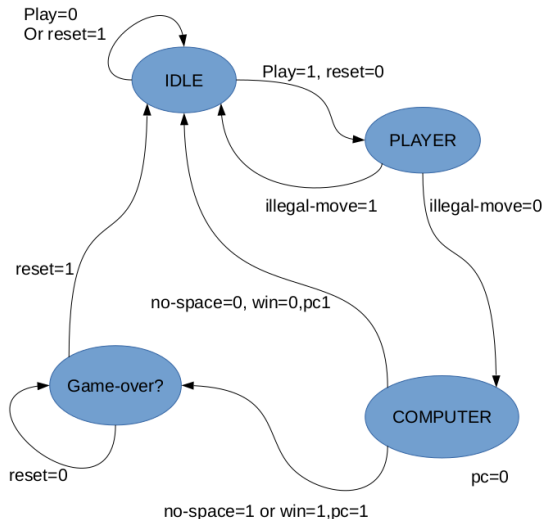 Play=0
Or reset=1
IDLE
Play=1, reset=0
PLAYER
illegal-move=1
illegal-move=0
reset=1
no-space=0, win=0,pc1
Game-over?
COMPUTER
reset=0
pc=0
no-space=1 or win=1,pc=1